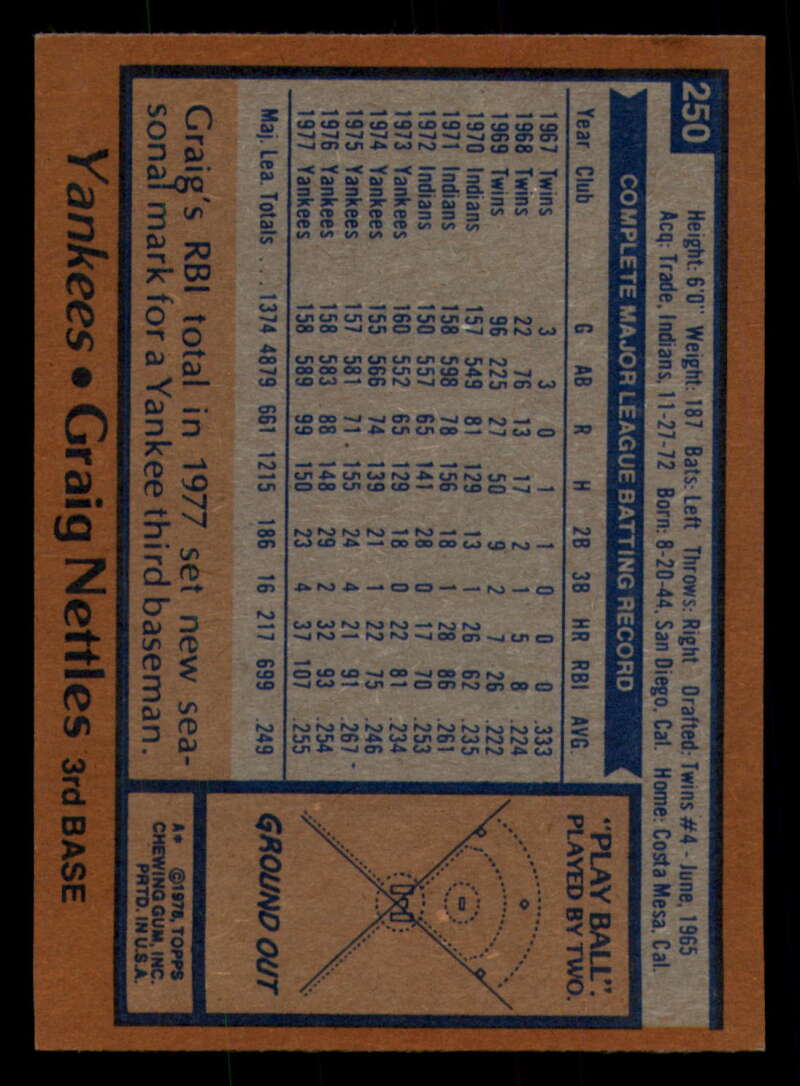 250
Height: 6'0" Weight: 187 Bats: Left Throws: Right Drafted: Twins #4 - June, 1965
Acq: Trade, Indians, 11-27-72 Born: 8-20-44, San Diego, Cal. Home: Costa Mesa, Cal.
COMPLETE MAJOR LEAGUE BATTING RECORD
Year Club G AB R H 2B 3B HR RBI AVG.
1967 Twins 3 3 0 1 1 0 0 0 .333
1968 Twins 22 76 13 17 2 1 5 8 .224
1969 Twins 96 225 27 50 9 2 7 26 .222
1970 Indians 157 549 81 129 13 1 26 62 .235
1971 Indians 158 598 78 156 18 1 28 86 .261
1972 Indians 150 557 65 141 28 0 17 70 .253
1973 Yankees 160 552 65 129 18 0 22 81 .234
1974 Yankees 155 566 74 139 21 1 22 75 .246
1975 Yankees 157 581 71 155 24 4 21 91 .267
1976 Yankees 158 583 88 148 29 2 32 93 .254
1977 Yankees 158 589 99 150 23 4 37 107 .255
Maj. Lea. Totals ... 1374 4879 661 1215 186 16 217 699 .249
Graig's RBI total in 1977 set new sea-
sonal mark for a Yankee third baseman.
"PLAY BALL".
PLAYED BY TWO.
GROUND OUT
A* ©1978, TOPPS
CHEWING GUM, INC.
PRTD. IN U.S.A.
Yankees • Graig Nettles 3rd BASE